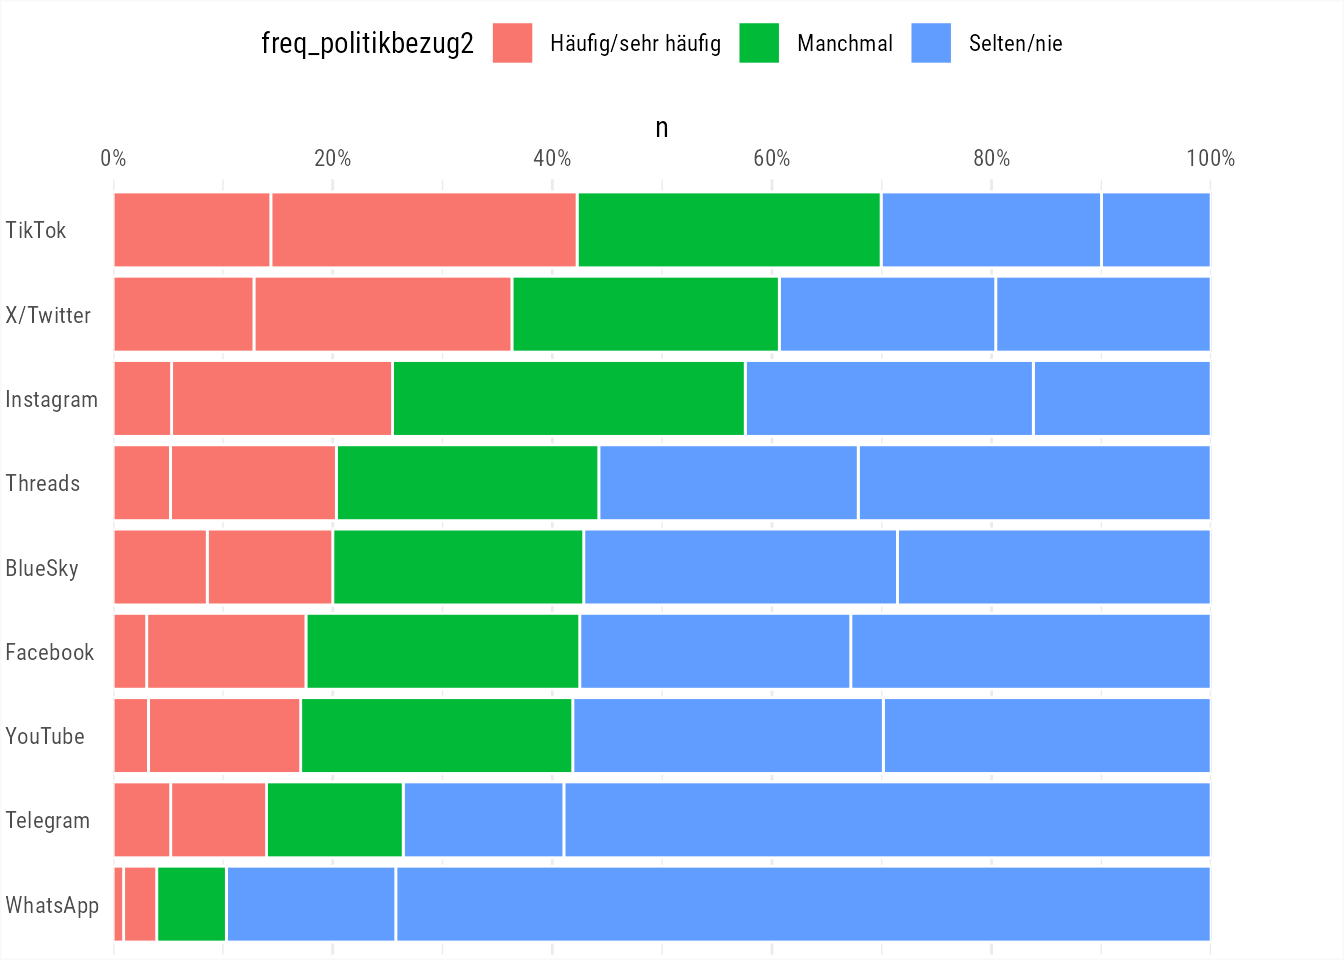 freq_politikbezug2 Häufig/sehr häufig Manchmal Selten/nie
n
0% 20% 40% 60% 80% 100%
TikTok
X/Twitter
Instagram
Threads
BlueSky
Facebook
YouTube
Telegram
WhatsApp